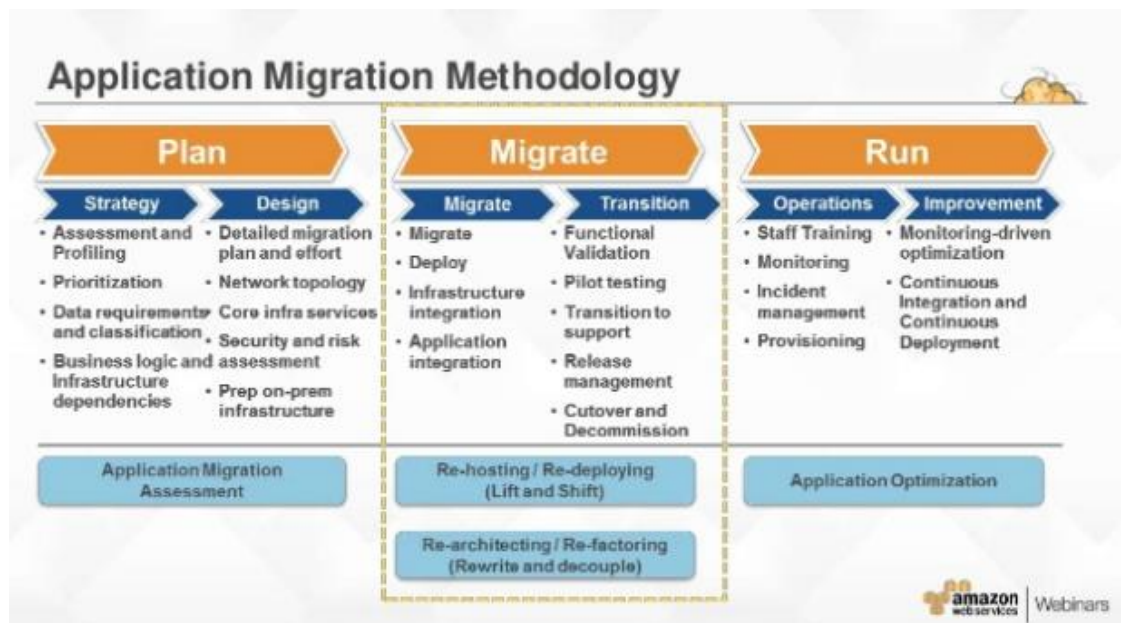 Application Migration Methodology
Plan
Strategy
Design
• Assessment and
Profiling
• Prioritization
• Data requirements
and classification
• Business logic and
Infrastructure
dependencies
• Detailed migration
plan and effort
• Network topology
• Core infra services
• Security and risk
assessment
• Prep on-prem
infrastructure
Application Migration
Assessment
Migrate
Migrate
Transition
• Migrate
• Deploy
• Infrastructure
integration
• Application
integration
• Functional
Validation
• Pilot testing
• Transition to
support
• Release
management
• Cutover and
Decommission
Re-hosting / Re-deploying
(Lift and Shift)
Re-architecting / Re-factoring
(Rewrite and decouple)
Run
Operations
Improvement
• Staff Training
• Monitoring
• Incident
management
• Provisioning
• Monitoring-driven
optimization
• Continuous
Integration and
Continuous
Deployment
Application Optimization
amazon
webservices
Webinars